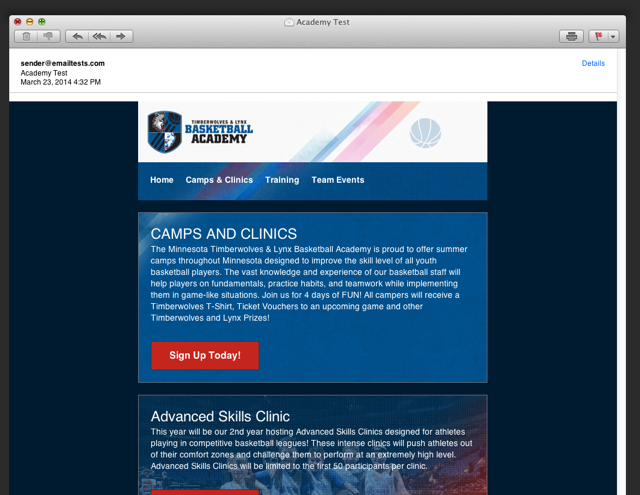 Academy Test
sender@emailtests.com
Details
Academy Test
March 23, 2014 4:32 PM
TIMBERWOLVES & LYNX
BASKETBALL
ACADEMY
Home Camps & Clinics Training Team Events
CAMPS AND CLINICS
The Minnesota Timberwolves & Lynx Basketball Academy is proud to offer summer
camps throughout Minnesota designed to improve the skill level of all youth
basketball players. The vast knowledge and experience of our basketball staff will
help players on fundamentals, practice habits, and teamwork while implementing
them in game-like situations. Join us for 4 days of FUN! All campers will receive a
Timberwolves T-Shirt, Ticket Vouchers to an upcoming game and other
Timberwolves and Lynx Prizes!
Sign Up Today!
Advanced Skills Clinic
This year will be our 2nd year hosting Advanced Skills Clinics designed for athletes
playing in competitive basketball leagues! These intense clinics will push athletes out
of their comfort zones and challenge them to perform at an extremely high level.
Advanced Skills Clinics will be limited to the first 50 participants per clinic.